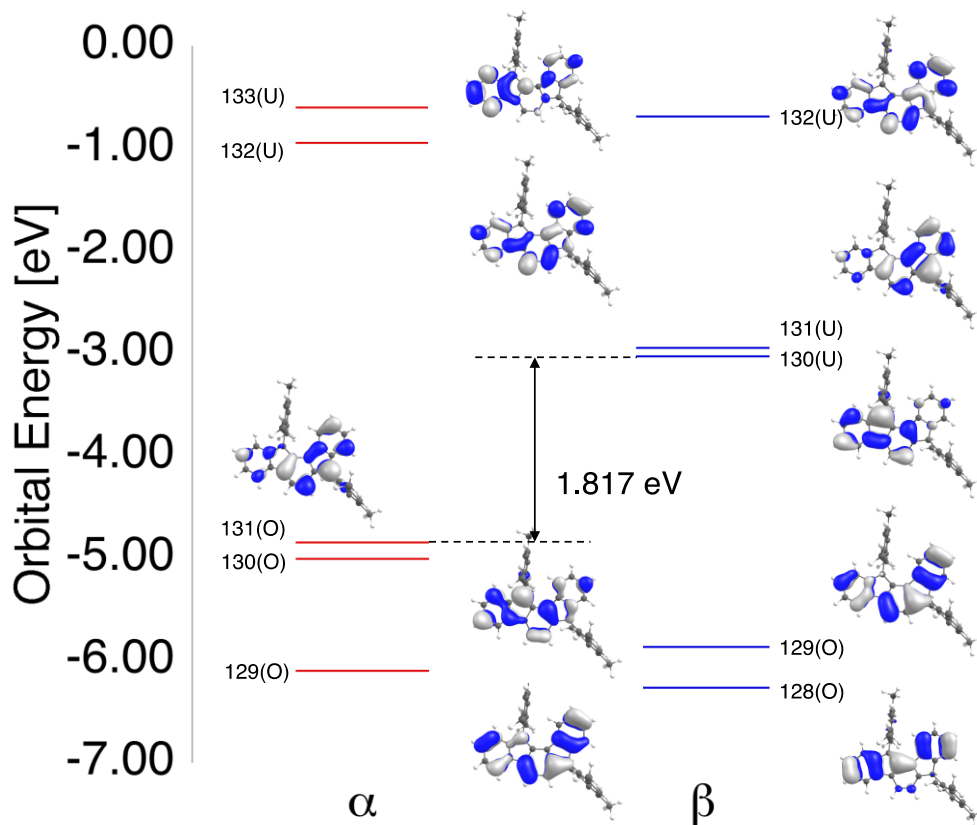 Orbital Energy [eV]
0.00
-1.00
-2.00
-3.00
-4.00
-5.00
-6.00
-7.00
133(U)
132(U)
131(O)
130(O)
129(O)
α
1.817 eV
132(U)
131(U)
130(U)
129(O)
128(O)
β